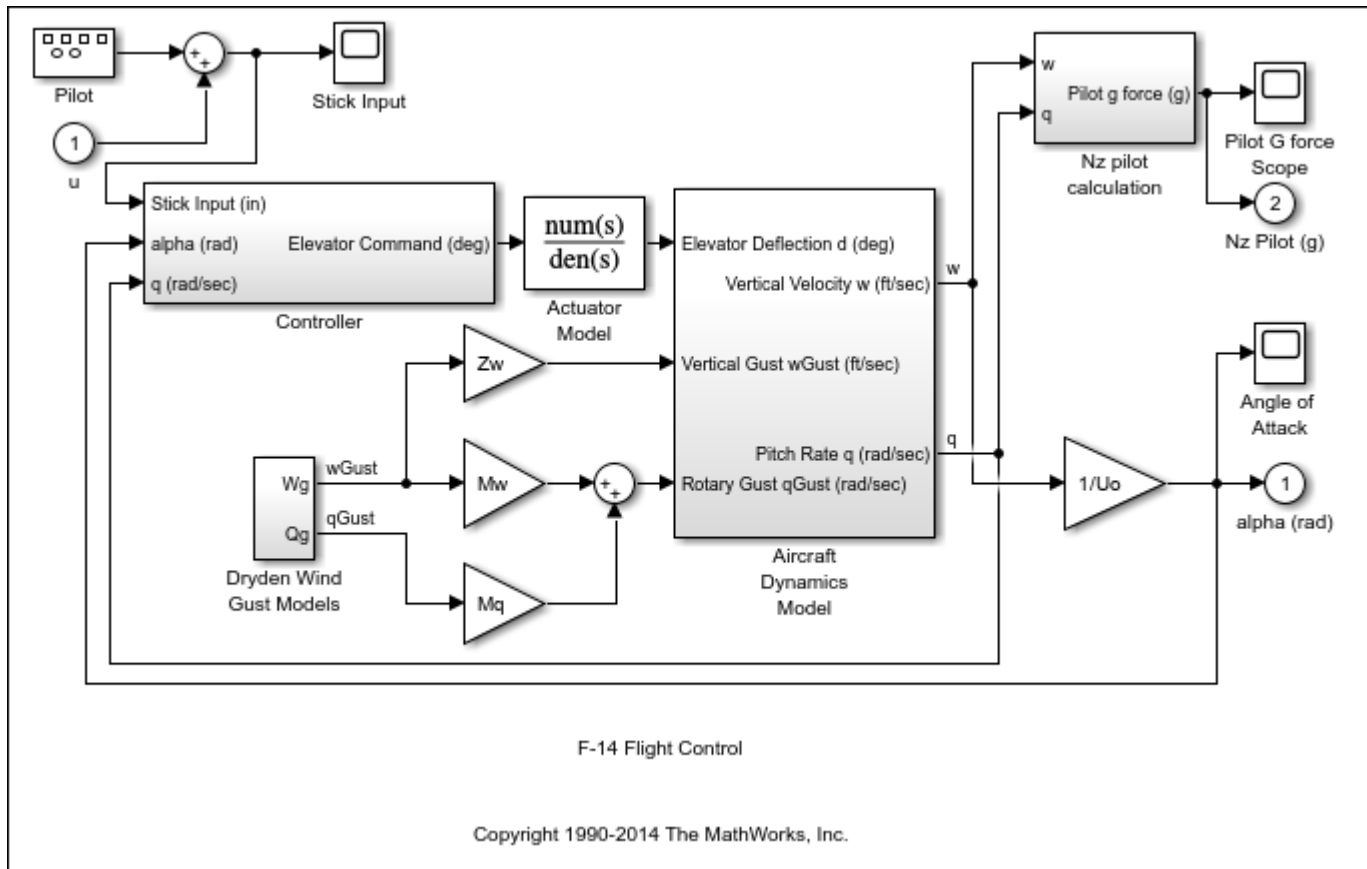 Pilot
+
+
Stick Input
1
u
w
Pilot g force (g)
q
Nz pilot
calculation
Pilot G force
Scope
2
Nz Pilot (g)
Stick Input (in)
alpha (rad)
Elevator Command (deg)
q (rad/sec)
Controller
num(s)
den(s)
Actuator
Model
Elevator Deflection d (deg)
Vertical Velocity w (ft/sec)
Vertical Gust wGust (ft/sec)
Pitch Rate q (rad/sec)
Rotary Gust qGust (rad/sec)
Aircraft
Dynamics
Model
w
q
Zw
Mw
Mq
+
+
Wg
Qg
wGust
qGust
Dryden Wind
Gust Models
1/Uo
Angle of
Attack
1
alpha (rad)
F-14 Flight Control
Copyright 1990-2014 The MathWorks, Inc.